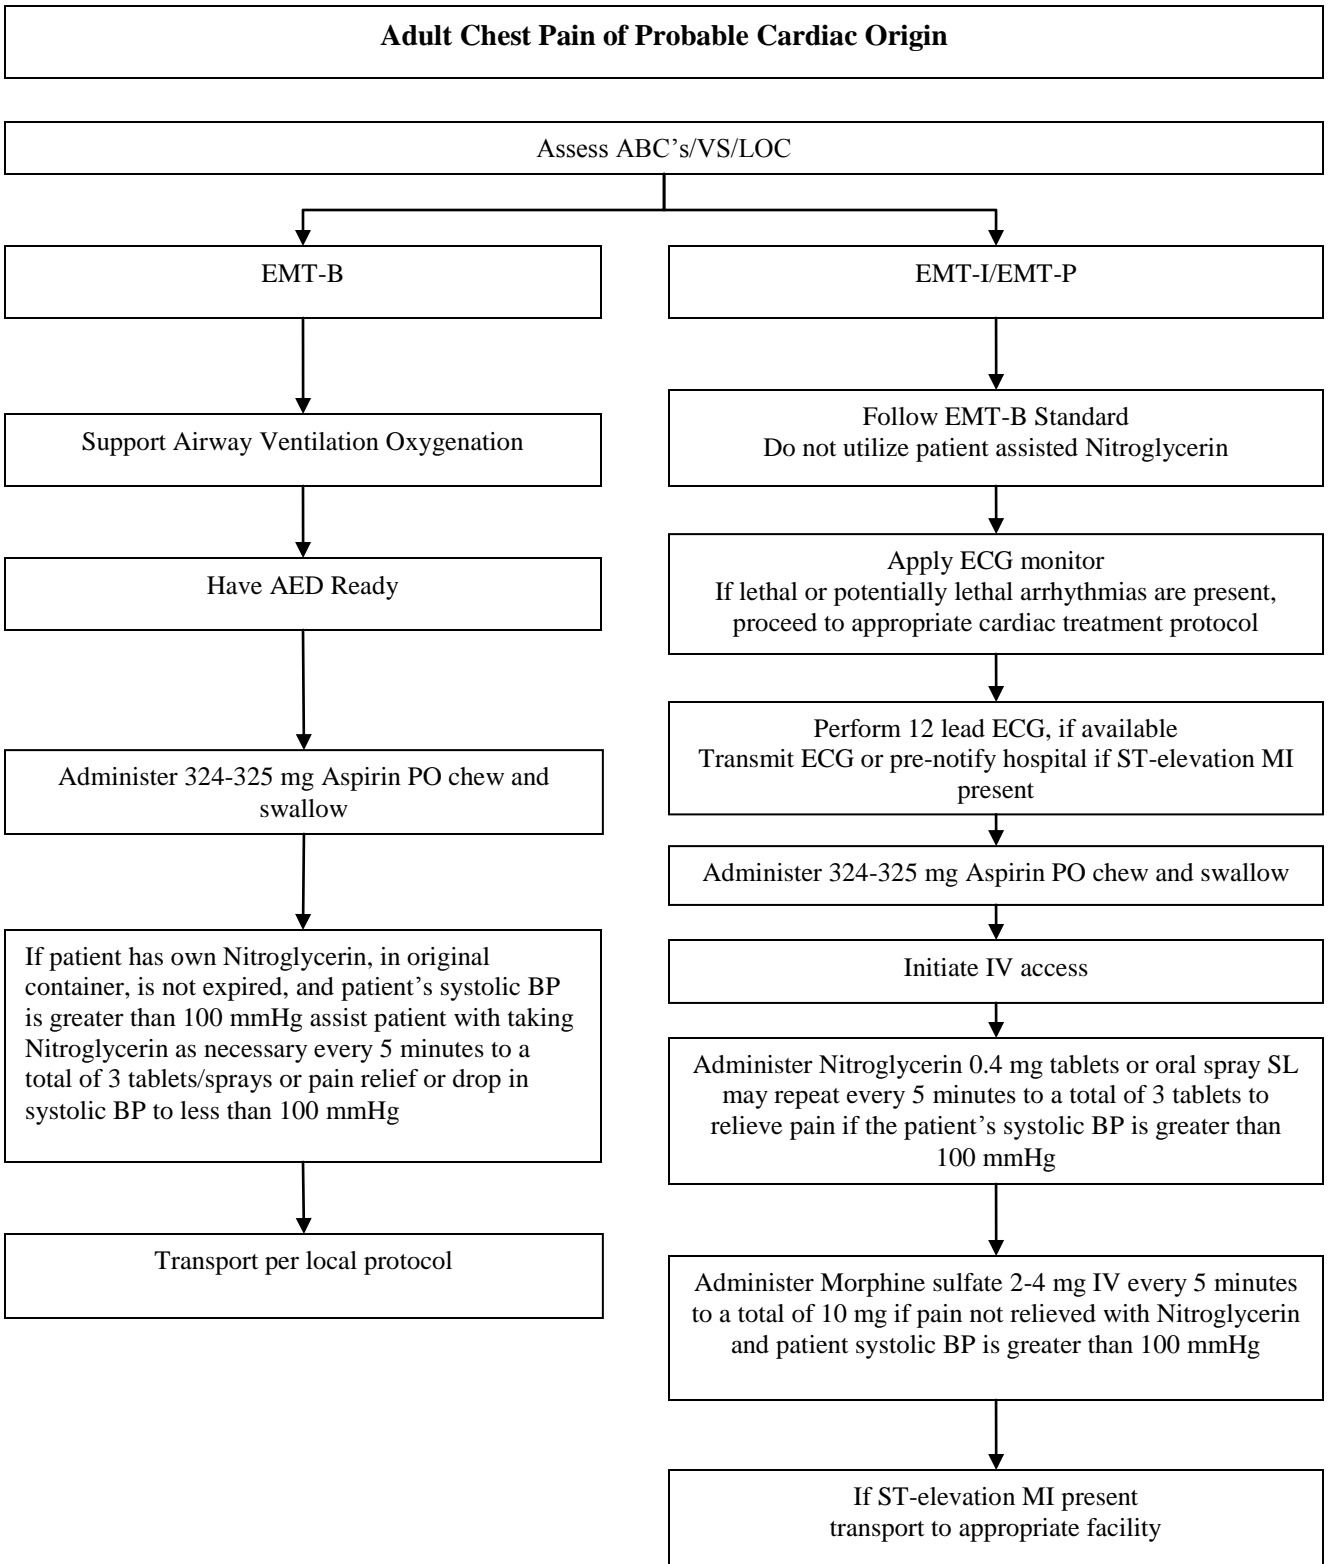 Adult Chest Pain of Probable Cardiac Origin
Assess ABC’s/VS/LOC
EMT-B
Support Airway Ventilation Oxygenation
Have AED Ready
Administer 324-325 mg Aspirin PO chew and
swallow
If patient has own Nitroglycerin, in original
container, is not expired, and patient’s systolic BP
is greater than 100 mmHg assist patient with taking
Nitroglycerin as necessary every 5 minutes to a
total of 3 tablets/sprays or pain relief or drop in
systolic BP to less than 100 mmHg
Transport per local protocol
EMT-I/EMT-P
Follow EMT-B Standard
Do not utilize patient assisted Nitroglycerin
Apply ECG monitor
If lethal or potentially lethal arrhythmias are present,
proceed to appropriate cardiac treatment protocol
Perform 12 lead ECG, if available
Transmit ECG or pre-notify hospital if ST-elevation MI
present
Administer 324-325 mg Aspirin PO chew and swallow
Initiate IV access
Administer Nitroglycerin 0.4 mg tablets or oral spray SL
may repeat every 5 minutes to a total of 3 tablets to
relieve pain if the patient’s systolic BP is greater than
100 mmHg
Administer Morphine sulfate 2-4 mg IV every 5 minutes
to a total of 10 mg if pain not relieved with Nitroglycerin
and patient systolic BP is greater than 100 mmHg
If ST-elevation MI present
transport to appropriate facility